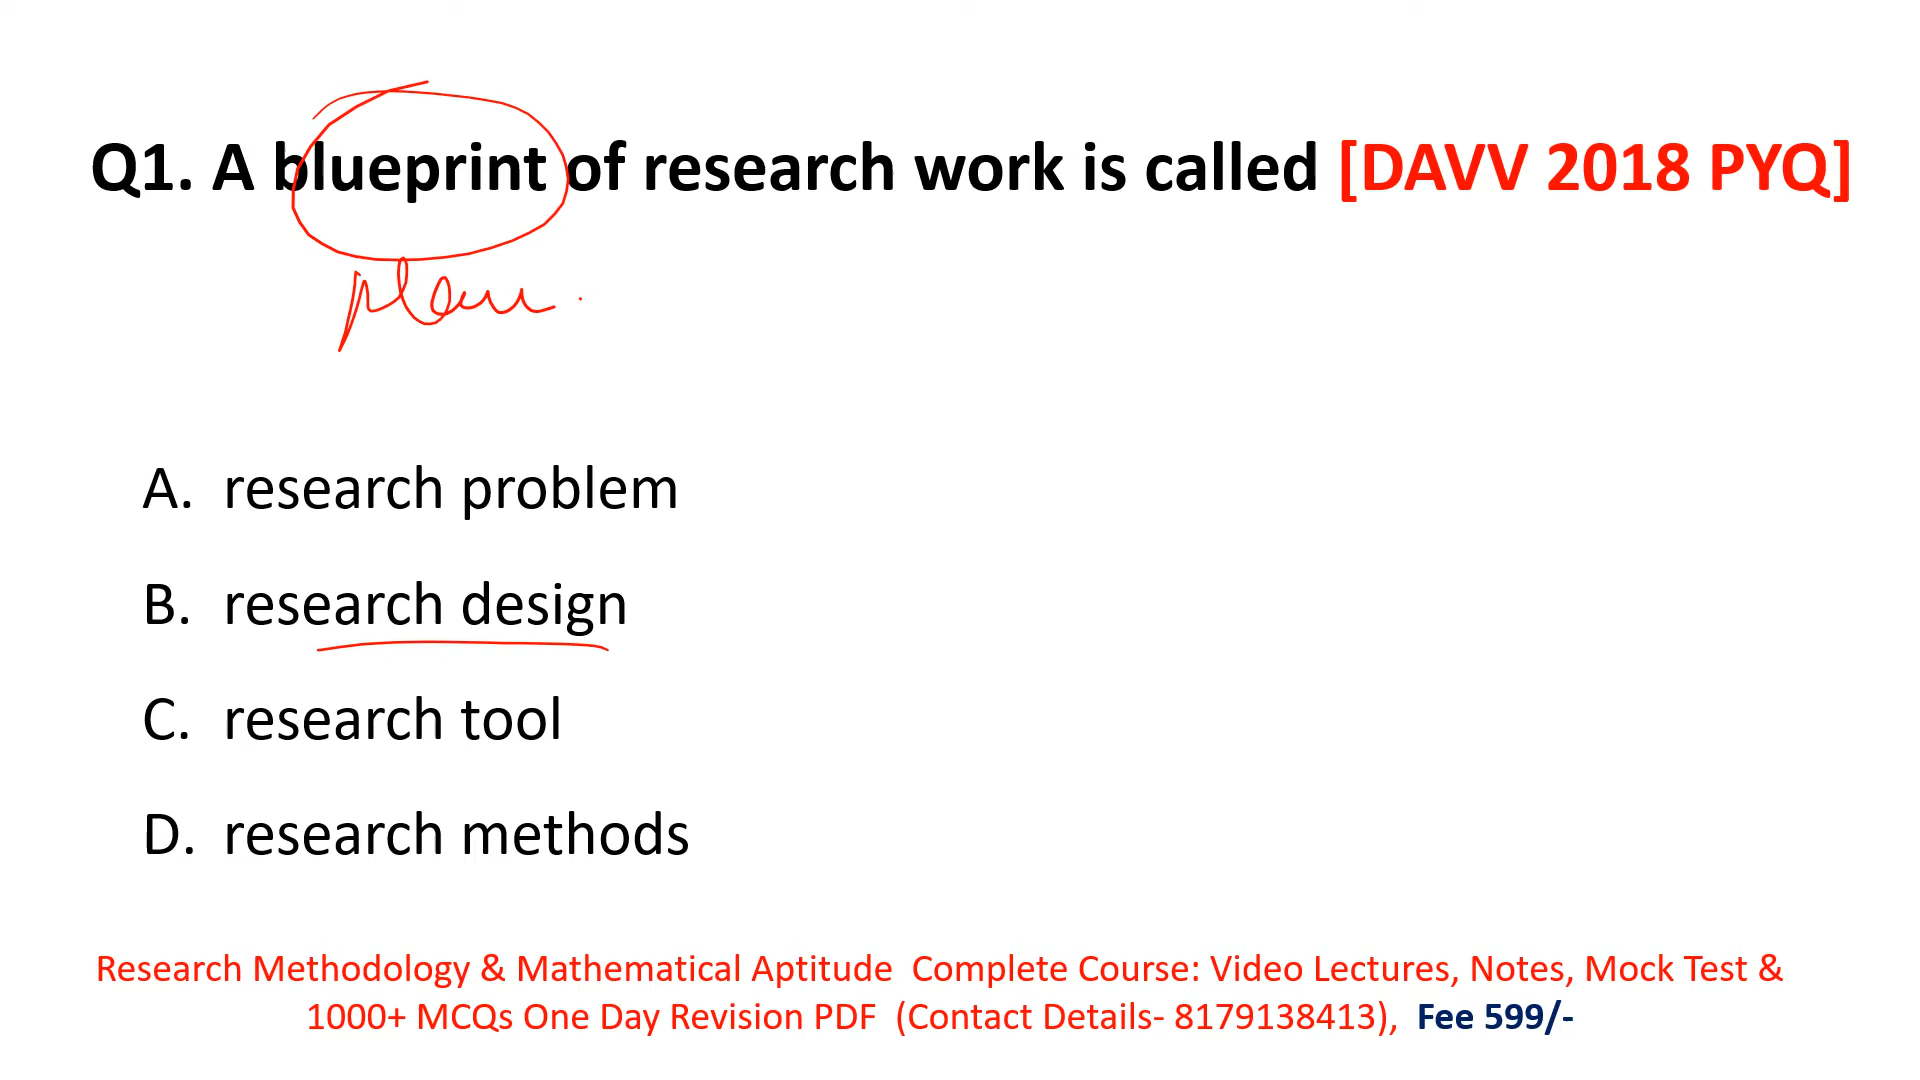 Q1. A blueprint of research work is called [DAVV 2018 PYQ]
plan.
A. research problem
B. research design
C. research tool
D. research methods
Research Methodology & Mathematical Aptitude Complete Course: Video Lectures, Notes, Mock Test &
1000+ MCQs One Day Revision PDF (Contact Details- 8179138413), Fee 599/-